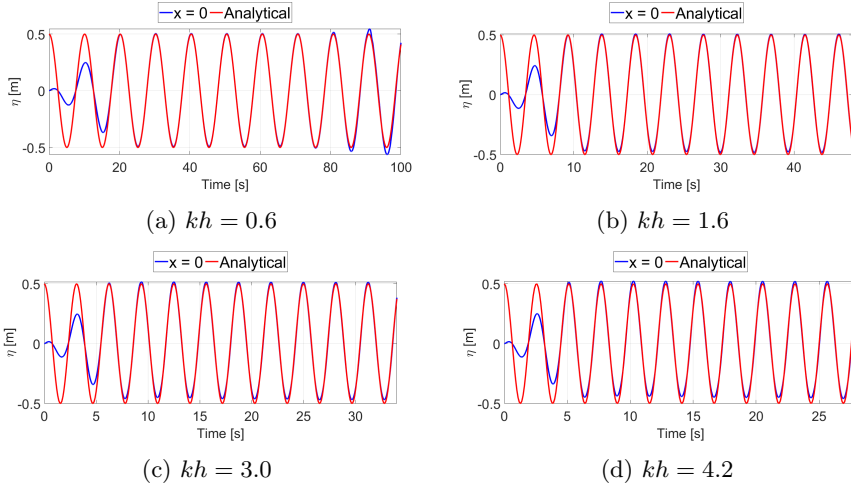 x = 0 Analytical
0.5
0
-0.5
η [m]
0 20 40 60 80 100
Time [s]
(a) kh = 0.6
x = 0 Analytical
0.5
0
-0.5
η [m]
0 10 20 30 40
Time [s]
(b) kh = 1.6
x = 0 Analytical
0.5
0
-0.5
η [m]
0 5 10 15 20 25 30
Time [s]
(c) kh = 3.0
x = 0 Analytical
0.5
0
-0.5
η [m]
0 5 10 15 20 25
Time [s]
(d) kh = 4.2